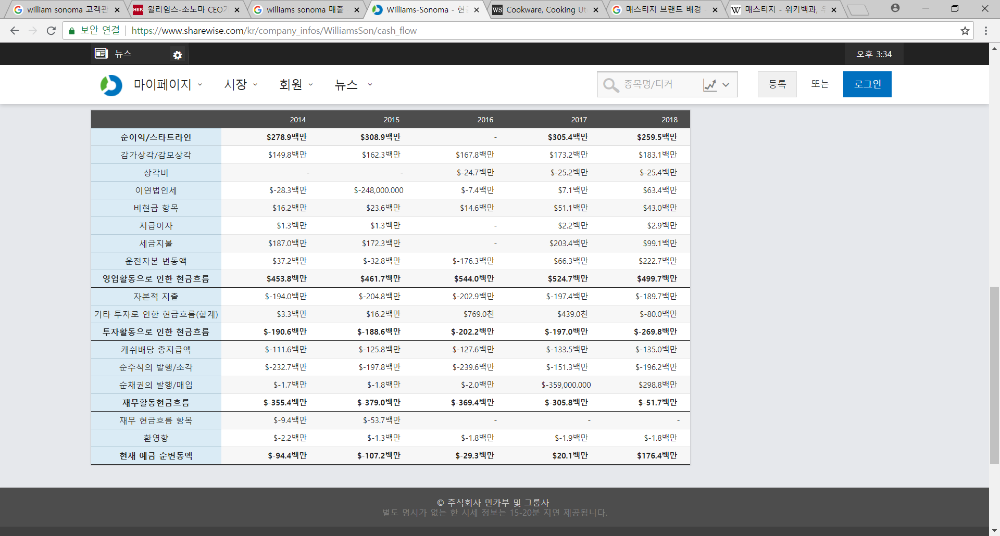 william sonoma 고객관
HBR 윌리엄스-소노마 CEO가
williams sonoma 매출
Williams-Sonoma - 현금
WS Cookware, Cooking Ut
매스티지 브랜드 배경
W 매스티지 - 위키백과, 우
보안 연결 https://www.sharewise.com/kr/company_infos/WilliamsSon/cash_flow
뉴스 오후 3:34
마이페이지 시장 회원 뉴스 종목명/티커 등록 또는 로그인
2014 2015 2016 2017 2018
순이익/스타트라인 $278.9백만 $308.9백만 - $305.4백만 $259.5백만
감가상각/감모상각 $149.8백만 $162.3백만 $167.8백만 $173.2백만 $183.1백만
상각비 - - $-24.7백만 $-25.2백만 $-25.4백만
이연법인세 $-28.3백만 $-248,000.000 $-7.4백만 $7.1백만 $63.4백만
비현금 항목 $16.2백만 $23.6백만 $14.6백만 $51.1백만 $43.0백만
지급이자 $1.3백만 $1.3백만 - $2.2백만 $2.9백만
세금지불 $187.0백만 $172.3백만 - $203.4백만 $99.1백만
운전자본 변동액 $37.2백만 $-32.8백만 $-176.3백만 $66.3백만 $222.7백만
영업활동으로 인한 현금흐름 $453.8백만 $461.7백만 $544.0백만 $524.7백만 $499.7백만
자본적 지출 $-194.0백만 $-204.8백만 $-202.9백만 $-197.4백만 $-189.7백만
기타 투자로 인한 현금흐름(합계) $3.3백만 $16.2백만 $769.0천 $439.0천 $-80.0백만
투자활동으로 인한 현금흐름 $-190.6백만 $-188.6백만 $-202.2백만 $-197.0백만 $-269.8백만
캐쉬배당 총지급액 $-111.6백만 $-125.8백만 $-127.6백만 $-133.5백만 $-135.0백만
순주식의 발행/소각 $-232.7백만 $-197.8백만 $-239.6백만 $-151.3백만 $-196.2백만
순채권의 발행/매입 $-1.7백만 $-1.8백만 $-2.0백만 $-359,000.000 $298.8백만
재무활동현금흐름 $-355.4백만 $-379.0백만 $-369.4백만 $-305.8백만 $-51.7백만
재무 현금흐름 항목 $-9.4백만 $-53.7백만 - - -
환영향 $-2.2백만 $-1.3백만 $-1.8백만 $-1.9백만 $-1.8백만
현재 예금 순변동액 $-94.4백만 $-107.2백만 $-29.3백만 $20.1백만 $176.4백만
© 주식회사 민카부 및 그룹사
별도 명시가 없는 한 시세 정보는 15-20분 지연 제공됩니다.